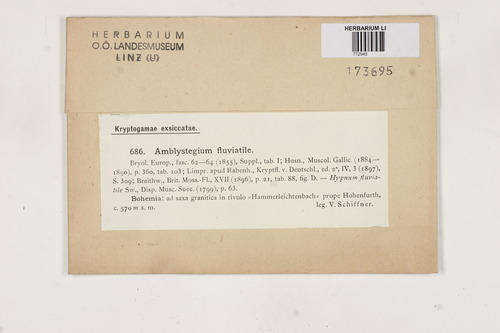 HERBARIUM
O.Ö. LANDESMUSEUM
LINZ (U)
HERBARIUM LI
173695
Kryptogamae exsiccatae.
686. Amblystegium fluviatile.
Bryol. Europ., fasc. 62—64 (1855), Suppl., tab. I; Husn., Muscol. Gallic. (1884—
1890), p. 360, tab. 103; Limpr. apud Rabenh., Kryptfl. v. Deutschl., ed. 2ª, IV, 3 (1897),
S. 309; Braithw., Brit. Moss.-Fl., XVII (1896), p. 21, tab. 88, fig. D. — Hypnum fluvia-
tile Sw., Disp. Musc. Suec. (1799), p. 63.
Bohemia: ad saxa granitica in rivulo »Hammerleichtenbach« prope Hohenfurth,
c. 570 m s. m.
leg. V. Schiffner.